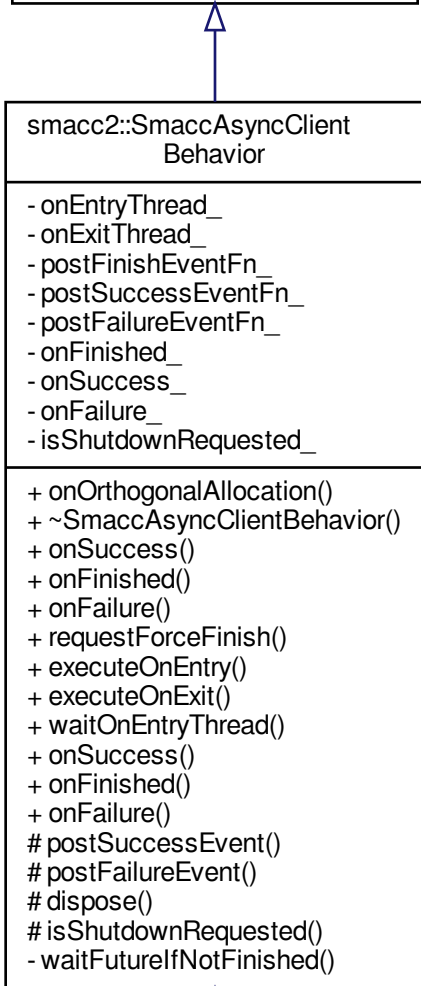 smacc2::SmaccAsyncClient
Behavior
- onEntryThread_
- onExitThread_
- postFinishEventFn_
- postSuccessEventFn_
- postFailureEventFn_
- onFinished_
- onSuccess_
- onFailure_
- isShutdownRequested_
+ onOrthogonalAllocation()
+ ~SmaccAsyncClientBehavior()
+ onSuccess()
+ onFinished()
+ onFailure()
+ requestForceFinish()
+ executeOnEntry()
+ executeOnExit()
+ waitOnEntryThread()
+ onSuccess()
+ onFinished()
+ onFailure()
# postSuccessEvent()
# postFailureEvent()
# dispose()
# isShutdownRequested()
- waitFutureIfNotFinished()